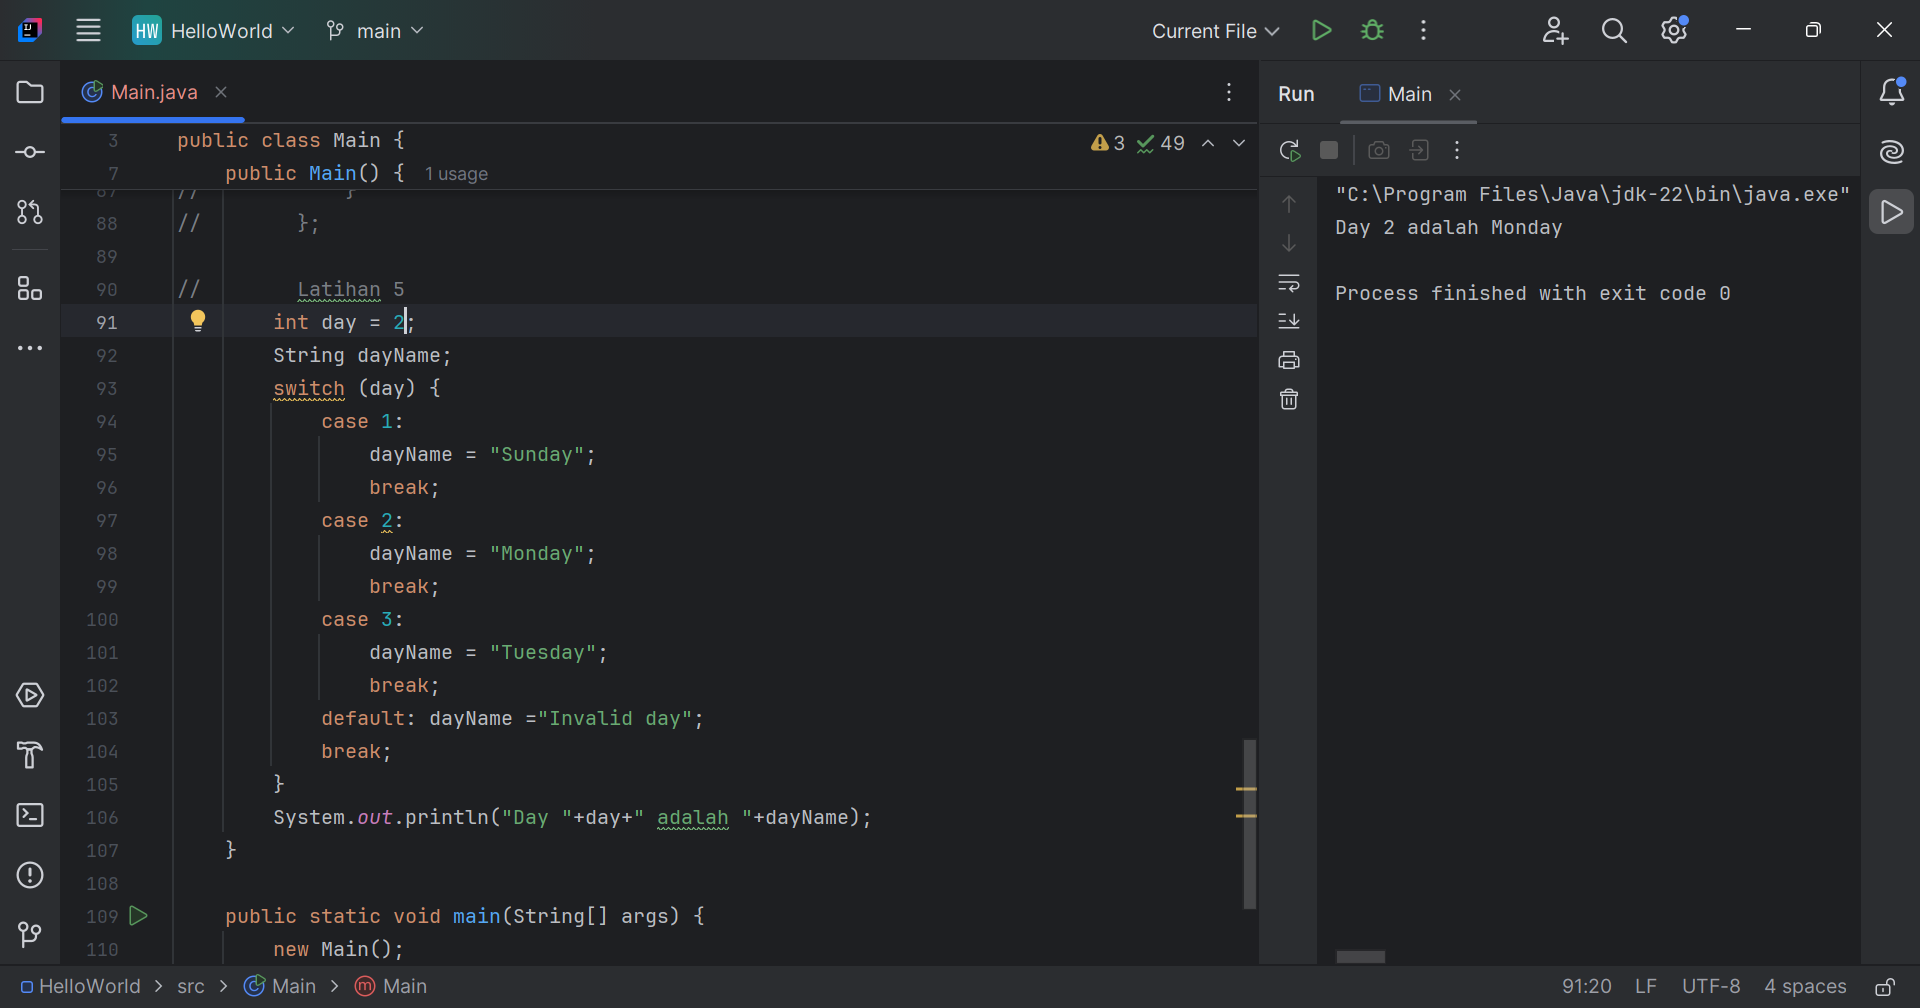 HW HelloWorld main Current File
Main.java
3 public class Main { 3 49
7 public Main() { 1 usage
87 // }
88 // };
89
90 // Latihan 5
91 int day = 2;
92 String dayName;
93 switch (day) {
94 case 1:
95 dayName = "Sunday";
96 break;
97 case 2:
98 dayName = "Monday";
99 break;
100 case 3:
101 dayName = "Tuesday";
102 break;
103 default: dayName ="Invalid day";
104 break;
105 }
106 System.out.println("Day "+day+" adalah "+dayName);
107 }
108
109 public static void main(String[] args) {
110 new Main();
Run Main
"C:\Program Files\Java\jdk-22\bin\java.exe"
Day 2 adalah Monday
Process finished with exit code 0
HelloWorld > src > Main > Main 91:20 LF UTF-8 4 spaces